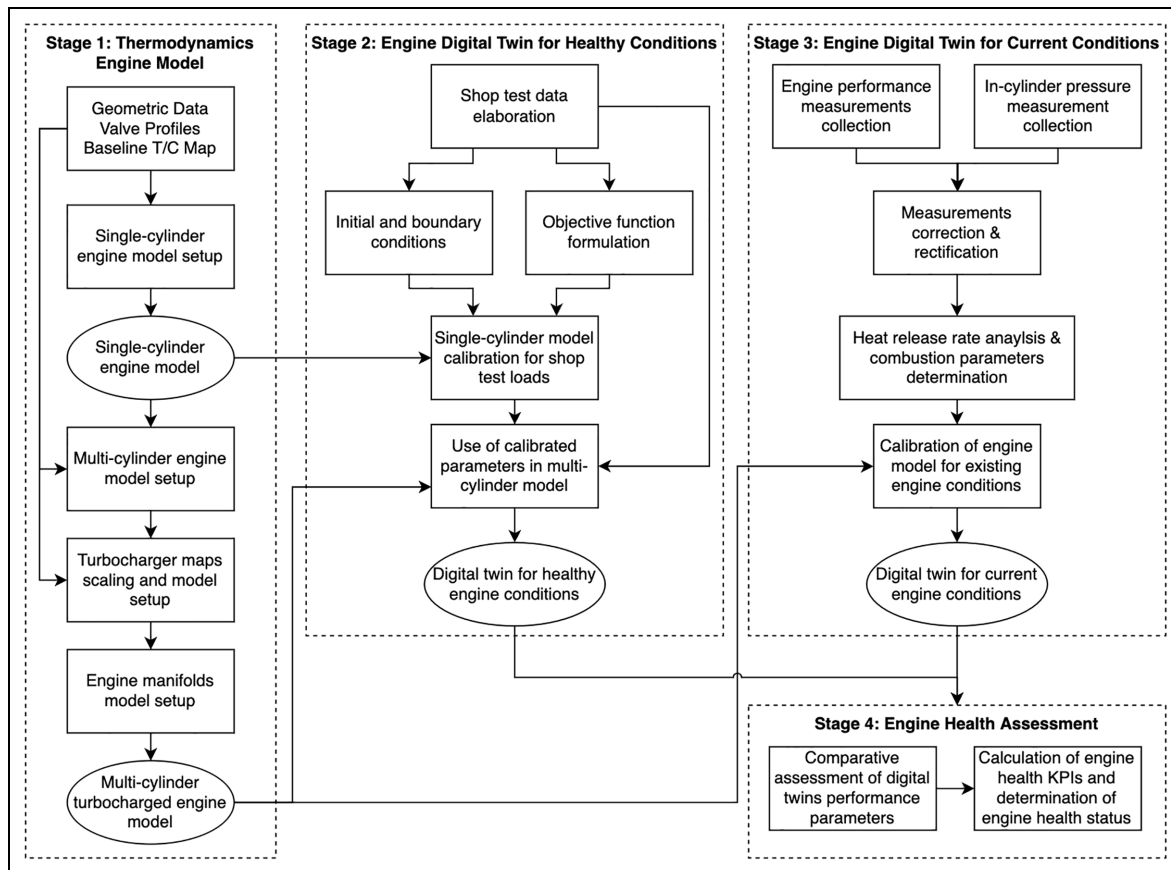 Stage 1: Thermodynamics
Engine Model
Geometric Data
Valve Profiles
Baseline T/C Map
Single-cylinder
engine model setup
Single-cylinder
engine model
Multi-cylinder engine
model setup
Turbocharger maps
scaling and model
setup
Engine manifolds
model setup
Multi-cylinder
turbocharged engine
model
Stage 2: Engine Digital Twin for Healthy Conditions
Shop test data
elaboration
Initial and boundary
conditions
Objective function
formulation
Single-cylinder model
calibration for shop
test loads
Use of calibrated
parameters in multi-
cylinder model
Digital twin for healthy
engine conditions
Stage 3: Engine Digital Twin for Current Conditions
Engine performance
measurements
collection
In-cylinder pressure
measurement
collection
Measurements
correction &
rectification
Heat release rate anaylsis &
combustion parameters
determination
Calibration of engine
model for existing
engine conditions
Digital twin for current
engine conditions
Stage 4: Engine Health Assessment
Comparative
assessment of digital
twins performance
parameters
Calculation of engine
health KPIs and
determination of
engine health status